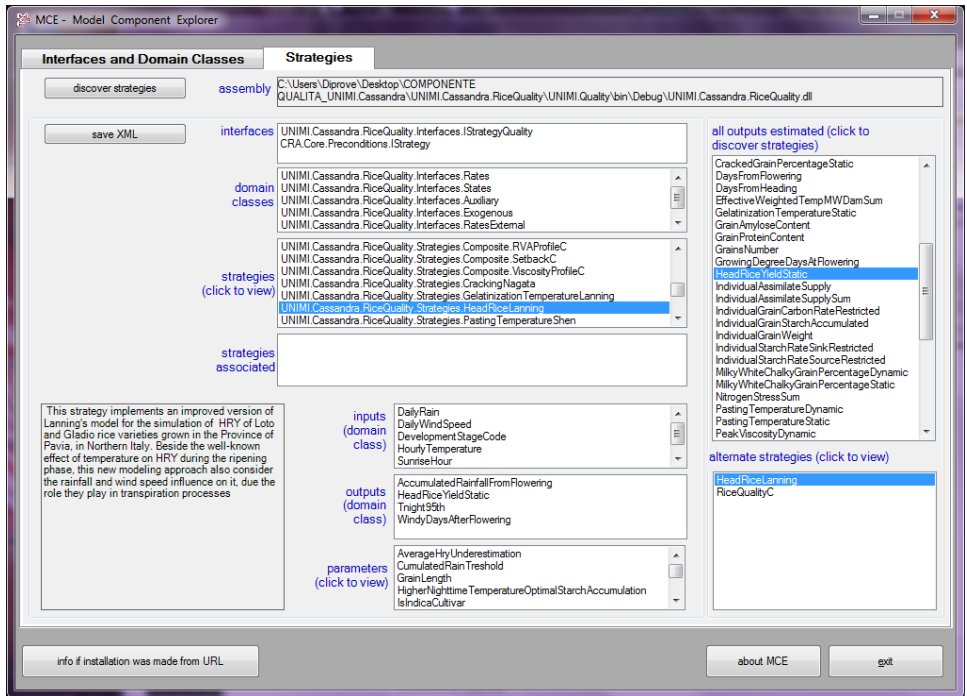 MCE - Model Component Explorer
Interfaces and Domain Classes
Strategies
discover strategies
assembly
C:\Users\Diprove\Desktop\COMPONENTE
QUALITA_UNIMI.Cassandra\UNIMI.Cassandra.RiceQuality\UNIMI.Quality\bin\Debug\UNIMI.Cassandra.RiceQuality.dll
save XML
interfaces
UNIMI.Cassandra.RiceQuality.Interfaces.IStrategyQuality
CRA.Core.Preconditions.IStrategy
domain
classes
UNIMI.Cassandra.RiceQuality.Interfaces.Rates
UNIMI.Cassandra.RiceQuality.Interfaces.States
UNIMI.Cassandra.RiceQuality.Interfaces.Auxiliary
UNIMI.Cassandra.RiceQuality.Interfaces.Exogenous
UNIMI.Cassandra.RiceQuality.Interfaces.RatesExternal
strategies
(click to view)
UNIMI.Cassandra.RiceQuality.Strategies.Composite.RVAProfileC
UNIMI.Cassandra.RiceQuality.Strategies.Composite.SetbackC
UNIMI.Cassandra.RiceQuality.Strategies.Composite.ViscosityProfileC
UNIMI.Cassandra.RiceQuality.Strategies.CrackingNagata
UNIMI.Cassandra.RiceQuality.Strategies.GelatinizationTemperatureLanning
UNIMI.Cassandra.RiceQuality.Strategies.HeadRiceLanning
UNIMI.Cassandra.RiceQuality.Strategies.PastingTemperatureShen
strategies
associated
This strategy implements an improved version of
Lanning's model for the simulation of HRY of Loto
and Gladio rice varieties grown in the Province of
Pavia, in Northern Italy. Beside the well-known
effect of temperature on HRY during the ripening
phase, this new modeling approach also consider
the rainfall and wind speed influence on it, due the
role they play in transpiration processes
inputs
(domain
class)
DailyRain
DailyWindSpeed
DevelopmentStageCode
HourlyTemperature
SunriseHour
outputs
(domain
class)
AccumulatedRainfallFromFlowering
HeadRiceYieldStatic
Tnight95th
WindyDaysAfterFlowering
parameters
(click to view)
AverageHryUnderestimation
CumulatedRainTreshold
GrainLength
HigherNighttimeTemperatureOptimalStarchAccumulation
IsIndicaCultivar
all outputs estimated (click to
discover strategies)
CrackedGrainPercentageStatic
DaysFromFlowering
DaysFromHeading
EffectiveWeightedTempMWDamSum
GelatinizationTemperatureStatic
GrainAmyloseContent
GrainProteinContent
GrainsNumber
GrowingDegreeDaysAtFlowering
HeadRiceYieldStatic
IndividualAssimilateSupply
IndividualAssimilateSupplySum
IndividualGrainCarbonRateRestricted
IndividualGrainStarchAccumulated
IndividualGrainWeight
IndividualStarchRateSinkRestricted
IndividualStarchRateSourceRestricted
MilkyWhiteChalkyGrainPercentageDynamic
MilkyWhiteChalkyGrainPercentageStatic
NitrogenStressSum
PastingTemperatureDynamic
PastingTemperatureStatic
PeakViscosityDynamic
alternate strategies (click to view)
HeadRiceLanning
RiceQualityC
info if installation was made from URL
about MCE
exit